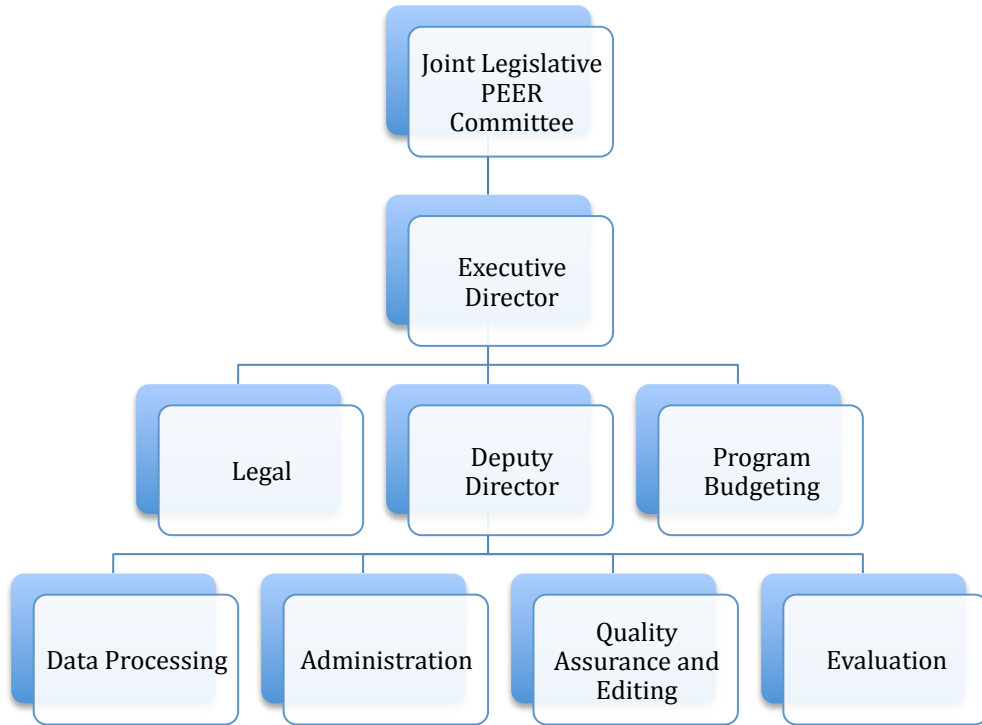 Joint Legislative
PEER
Committee
Executive
Director
Legal
Deputy
Director
Program
Budgeting
Data Processing
Administration
Quality
Assurance and
Editing
Evaluation